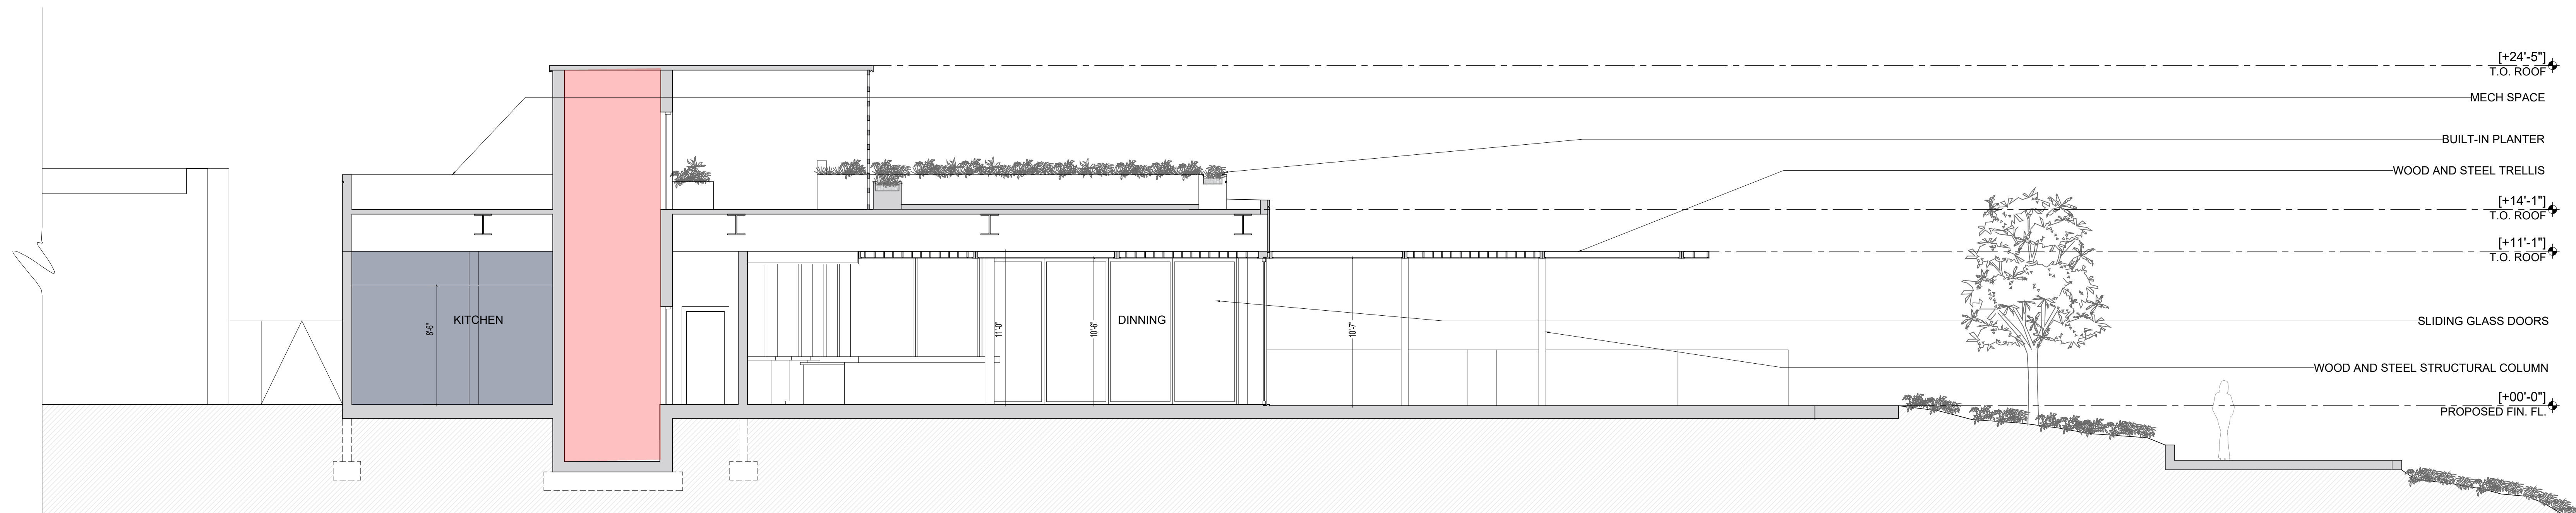 [+24'-5"]
T.O. ROOF
MECH SPACE
BUILT-IN PLANTER
WOOD AND STEEL TRELLIS
[+14'-1"]
T.O. ROOF
[+11'-1"]
T.O. ROOF
KITCHEN
8'-6"
11'-0"
10'-6"
DINNING
10'-7"
SLIDING GLASS DOORS
WOOD AND STEEL STRUCTURAL COLUMN
[+00'-0"]
PROPOSED FIN. FL.